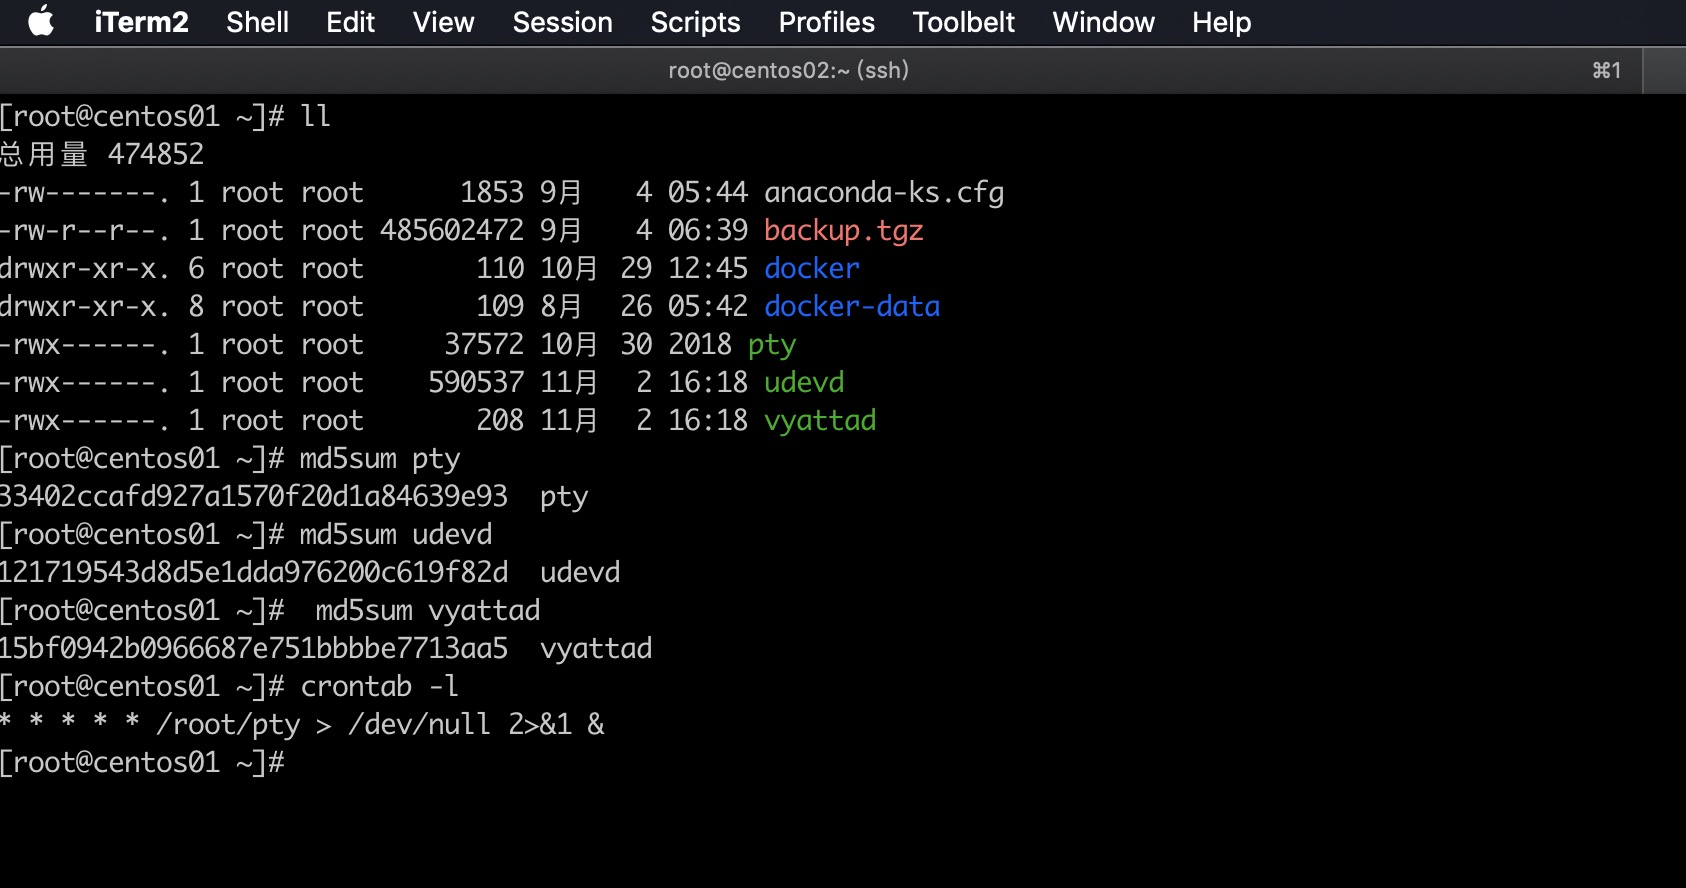 iTerm2 Shell Edit View Session Scripts Profiles Toolbelt Window Help
root@centos02:~ (ssh) ⌘1
[root@centos01 ~]# ll
总用量 474852
-rw-------. 1 root root      1853 9月   4 05:44 anaconda-ks.cfg
-rw-r--r--. 1 root root 485602472 9月   4 06:39 backup.tgz
drwxr-xr-x. 6 root root       110 10月 29 12:45 docker
drwxr-xr-x. 8 root root       109 8月  26 05:42 docker-data
-rwx------. 1 root root     37572 10月 30 2018 pty
-rwx------. 1 root root    590537 11月  2 16:18 udevd
-rwx------. 1 root root       208 11月  2 16:18 vyattad
[root@centos01 ~]# md5sum pty
33402ccafd927a1570f20d1a84639e93  pty
[root@centos01 ~]# md5sum udevd
121719543d8d5e1dda976200c619f82d  udevd
[root@centos01 ~]#  md5sum vyattad
15bf0942b0966687e751bbbbe7713aa5  vyattad
[root@centos01 ~]# crontab -l
* * * * * /root/pty > /dev/null 2>&1 &
[root@centos01 ~]#